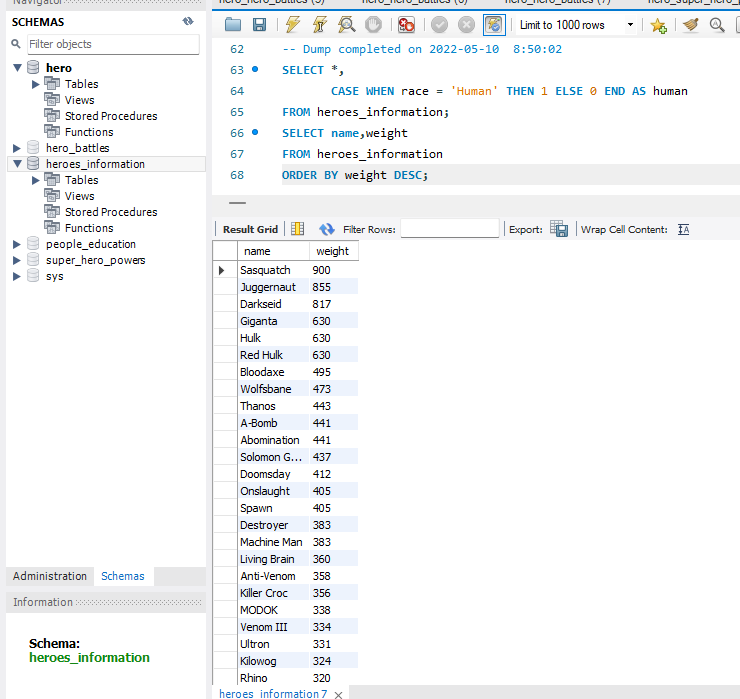 SCHEMAS
Filter objects
hero
Tables
Views
Stored Procedures
Functions
hero_battles
heroes_information
Tables
Views
Stored Procedures
Functions
people_education
super_hero_powers
sys
Administration Schemas
Information
Schema:
heroes_information
Limit to 1000 rows
62 -- Dump completed on 2022-05-10  8:50:02
63 SELECT *,
64 CASE WHEN race = 'Human' THEN 1 ELSE 0 END AS human
65 FROM heroes_information;
66 SELECT name,weight
67 FROM heroes_information
68 ORDER BY weight DESC;
Result Grid Filter Rows: Export: Wrap Cell Content:
name weight
Sasquatch 900
Juggernaut 855
Darkseid 817
Giganta 630
Hulk 630
Red Hulk 630
Bloodaxe 495
Wolfsbane 473
Thanos 443
A-Bomb 441
Abomination 441
Solomon G... 437
Doomsday 412
Onslaught 405
Spawn 405
Destroyer 383
Machine Man 383
Living Brain 360
Anti-Venom 358
Killer Croc 356
MODOK 338
Venom III 334
Ultron 331
Kilowog 324
Rhino 320
heroes_information 7